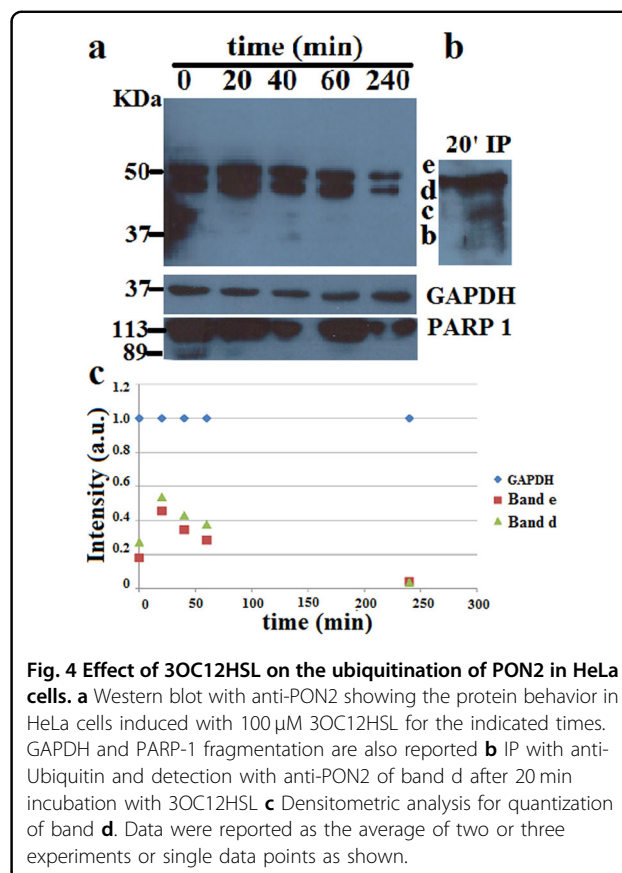 a
time (min)
b
0 20 40 60 240
KDa
20' IP
50
e
d
c
37
b
37
GAPDH
113
PARP 1
89
c
1.2
1.0
0.8
0.6
0.4
0.2
0
Intensity (a.u.)
0 50 100 150 200 250 300
time (min)
GAPDH
Band e
Band d
Fig. 4 Effect of 3OC12HSL on the ubiquitination of PON2 in HeLa
cells. a Western blot with anti-PON2 showing the protein behavior in
HeLa cells induced with 100 µM 3OC12HSL for the indicated times.
GAPDH and PARP-1 fragmentation are also reported b IP with anti-
Ubiquitin and detection with anti-PON2 of band d after 20 min
incubation with 3OC12HSL c Densitometric analysis for quantization
of band d. Data were reported as the average of two or three
experiments or single data points as shown.